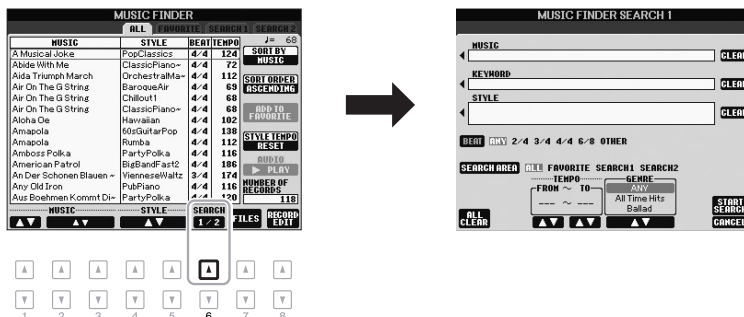 MUSIC FINDER
ALL FAVORITE SEARCH 1 SEARCH 2
MUSIC STYLE BEAT TEMPO
♩= 68
A Musical Joke PopClassics 4/4 124
Abide With Me ClassicPiano~ 4/4 72
Aida Triumph March OrchestralMa~ 4/4 112
Air On The G String BaroqueAir 4/4 69
Air On The G String Chillout1 4/4 68
Air On The G String ClassicPiano~ 4/4 68
Aloha Oe Hawaiian 4/4 102
Amapola 60sGuitarPop 4/4 138
Amapola Rumba 4/4 112
Amboss Polka PartyPolka 4/4 116
American Patrol BigBandFast2 4/4 186
An Der Schonen Blauen ~ VienneseWaltz 3/4 174
Any Old Iron PubPiano 4/4 116
Aus Boehmen Kommt Di~ PartyPolka 4/4 120
SORT BY
MUSIC
SORT ORDER
ASCENDING
ADD TO
FAVORITE
STYLE TEMPO
RESET
AUDIO
▶ PLAY
NUMBER OF
RECORDS
118
MUSIC STYLE SEARCH
▲▼ ▲▼ ▲▼ 1 / 2 FILES RECORD
EDIT
1 2 3 4 5 6 7 8
MUSIC FINDER SEARCH 1
MUSIC
CLEAR
KEYWORD
STYLE
CLEAR
BEAT ANY 2/4 3/4 4/4 6/8 OTHER
SEARCH AREA ALL FAVORITE SEARCH1 SEARCH2
TEMPO GENRE
FROM ~ TO
--- ~ ---
ANY
All Time Hits
Ballad
ALL
CLEAR
▲▼ ▲▼ ▲▼
START
SEARCH
CANCEL